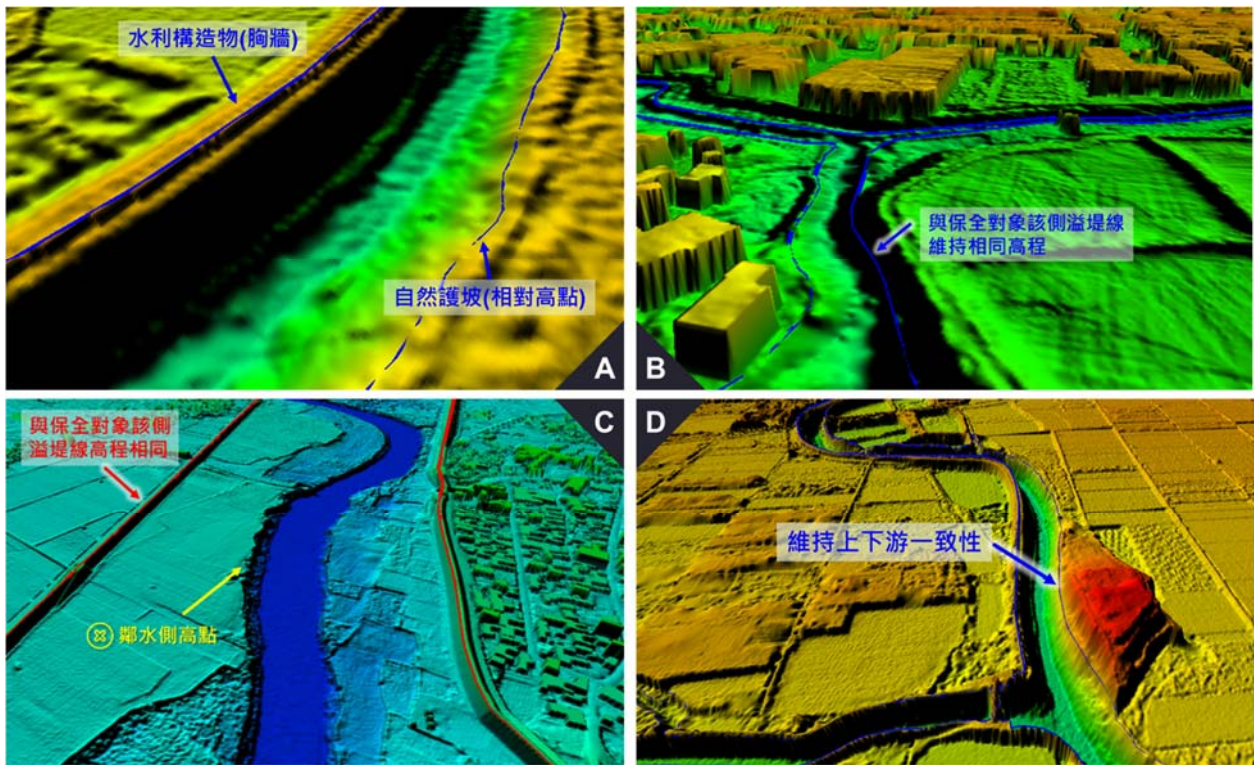 水利構造物(胸牆)
自然護坡(相對高點)
A
B
與保全對象該側溢堤線
維持相同高程
C
與保全對象該側
溢堤線高程相同
鄰水側高點
D
維持上下游一致性